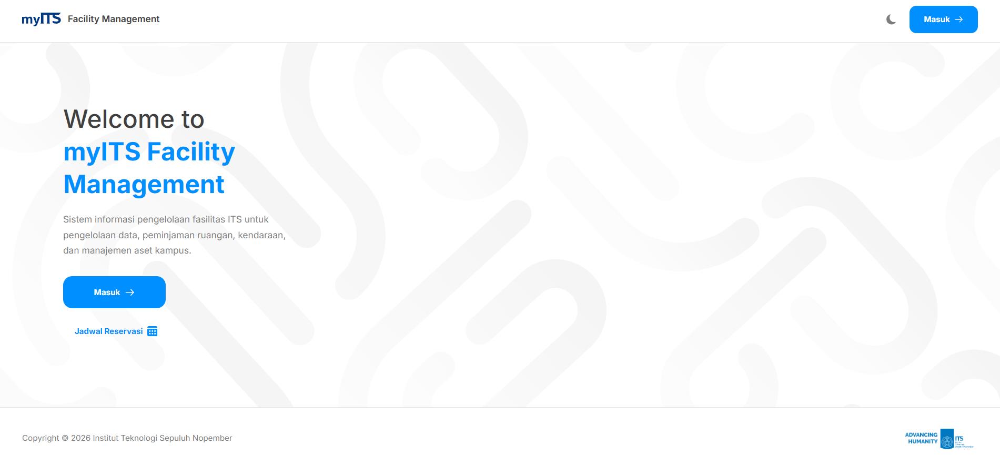 myITS Facility Management
Masuk
Welcome to
myITS Facility
Management
Sistem informasi pengelolaan fasilitas ITS untuk
pengelolaan data, peminjaman ruangan, kendaraan,
dan manajemen aset kampus.
Masuk
Jadwal Reservasi
Copyright © 2026 Institut Teknologi Sepuluh Nopember
ADVANCING
HUMANITY
ITS